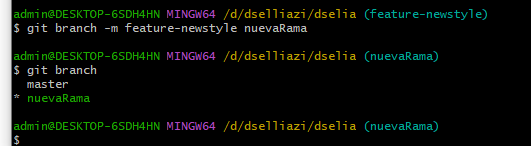 admin@DESKTOP-6SDH4HN MINGW64 /d/dselliazi/dselia (feature-newstyle)
$ git branch -m feature-newstyle nuevaRama
admin@DESKTOP-6SDH4HN MINGW64 /d/dselliazi/dselia (nuevaRama)
$ git branch
  master
* nuevaRama
admin@DESKTOP-6SDH4HN MINGW64 /d/dselliazi/dselia (nuevaRama)
$